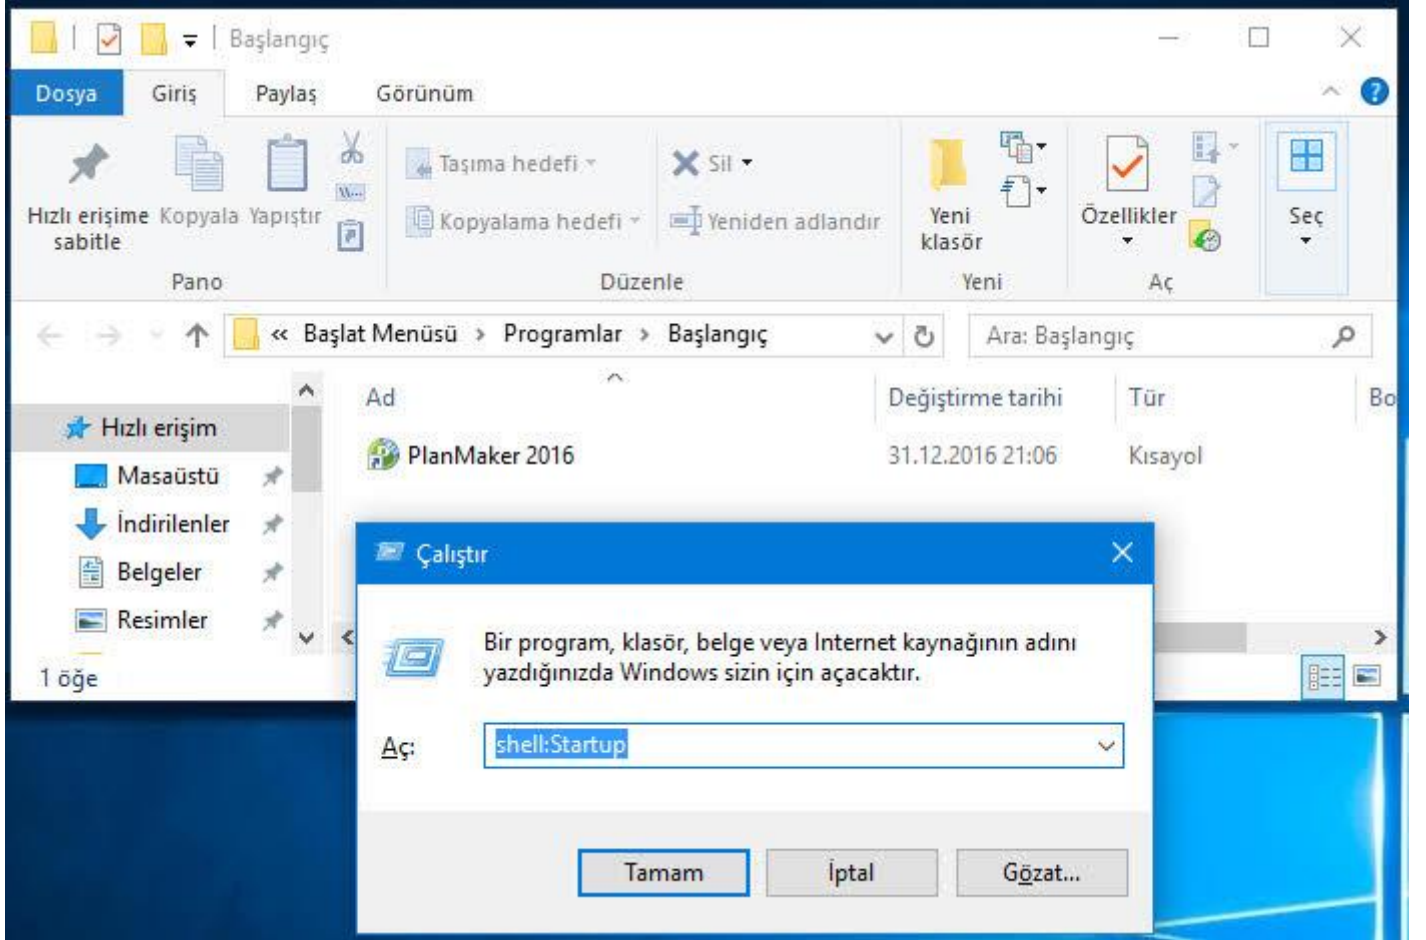 Başlangıç
Dosya Giriş Paylaş Görünüm
Hızlı erişime sabitle
Kopyala
Yapıştır
Taşıma hedefi
Kopyalama hedefi
Sil
Yeniden adlandır
Yeni klasör
Özellikler
Seç
Pano Düzenle Yeni Aç
« Başlat Menüsü > Programlar > Başlangıç
Ara: Başlangıç
Ad Değiştirme tarihi Tür Bo
Hızlı erişim
Masaüstü
İndirilenler
Belgeler
Resimler
PlanMaker 2016 31.12.2016 21:06 Kısayol
1 öğe
Çalıştır
Bir program, klasör, belge veya Internet kaynağının adını
yazdığınızda Windows sizin için açacaktır.
Aç: shell:Startup
Tamam İptal Gözat...